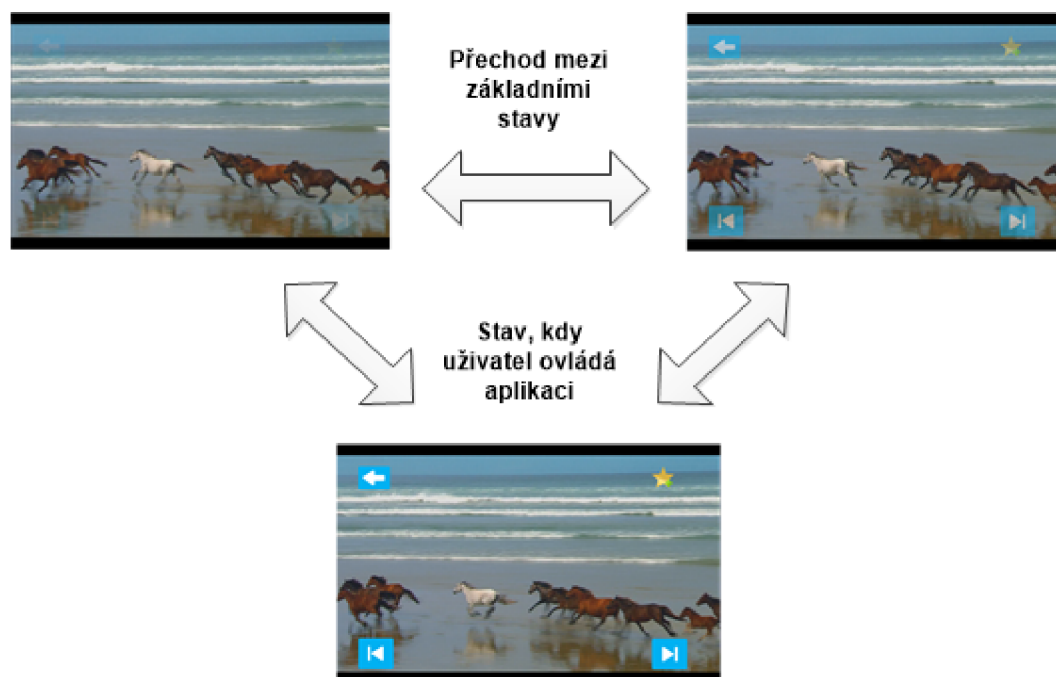 Přechod mezi
základními
stavy
Stav, kdy
uživatel ovládá
aplikaci